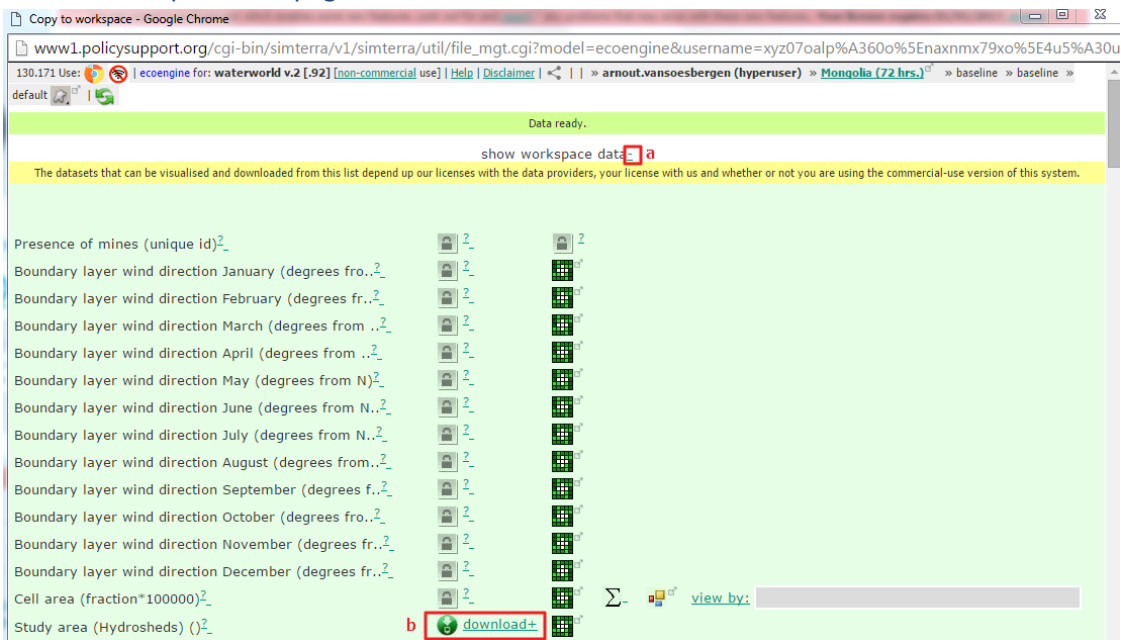 Copy to workspace - Google Chrome
www1.policysupport.org/cgi-bin/simterra/v1/simterra/util/file_mgt.cgi?model=ecoengine&username=xyz07oalp%A360o%5Enaxnmx79xo%5E4u5%A30u
130.171 Use: | ecoengine for: waterworld v.2 [.92] [non-commercial use] | Help | Disclaimer | | | » arnout.vansoesbergen (hyperuser) » Mongolia (72 hrs.) » baseline » baseline »
default |
Data ready.
show workspace data- a
The datasets that can be visualised and downloaded from this list depend up our licenses with the data providers, your license with us and whether or not you are using the commercial-use version of this system.
Presence of mines (unique id)?_ ?_ ?
Boundary layer wind direction January (degrees fro..?_ ?_
Boundary layer wind direction February (degrees fr..?_ ?_
Boundary layer wind direction March (degrees from ..?_ ?_
Boundary layer wind direction April (degrees from ..?_ ?_
Boundary layer wind direction May (degrees from N)?_ ?_
Boundary layer wind direction June (degrees from N..?_ ?_
Boundary layer wind direction July (degrees from N..?_ ?_
Boundary layer wind direction August (degrees from..?_ ?_
Boundary layer wind direction September (degrees f..?_ ?_
Boundary layer wind direction October (degrees fro..?_ ?_
Boundary layer wind direction November (degrees fr..?_ ?_
Boundary layer wind direction December (degrees fr..?_ ?_
Cell area (fraction*100000)?_ ?_ Σ- view by:
Study area (Hydrosheds) ()?_ b download+